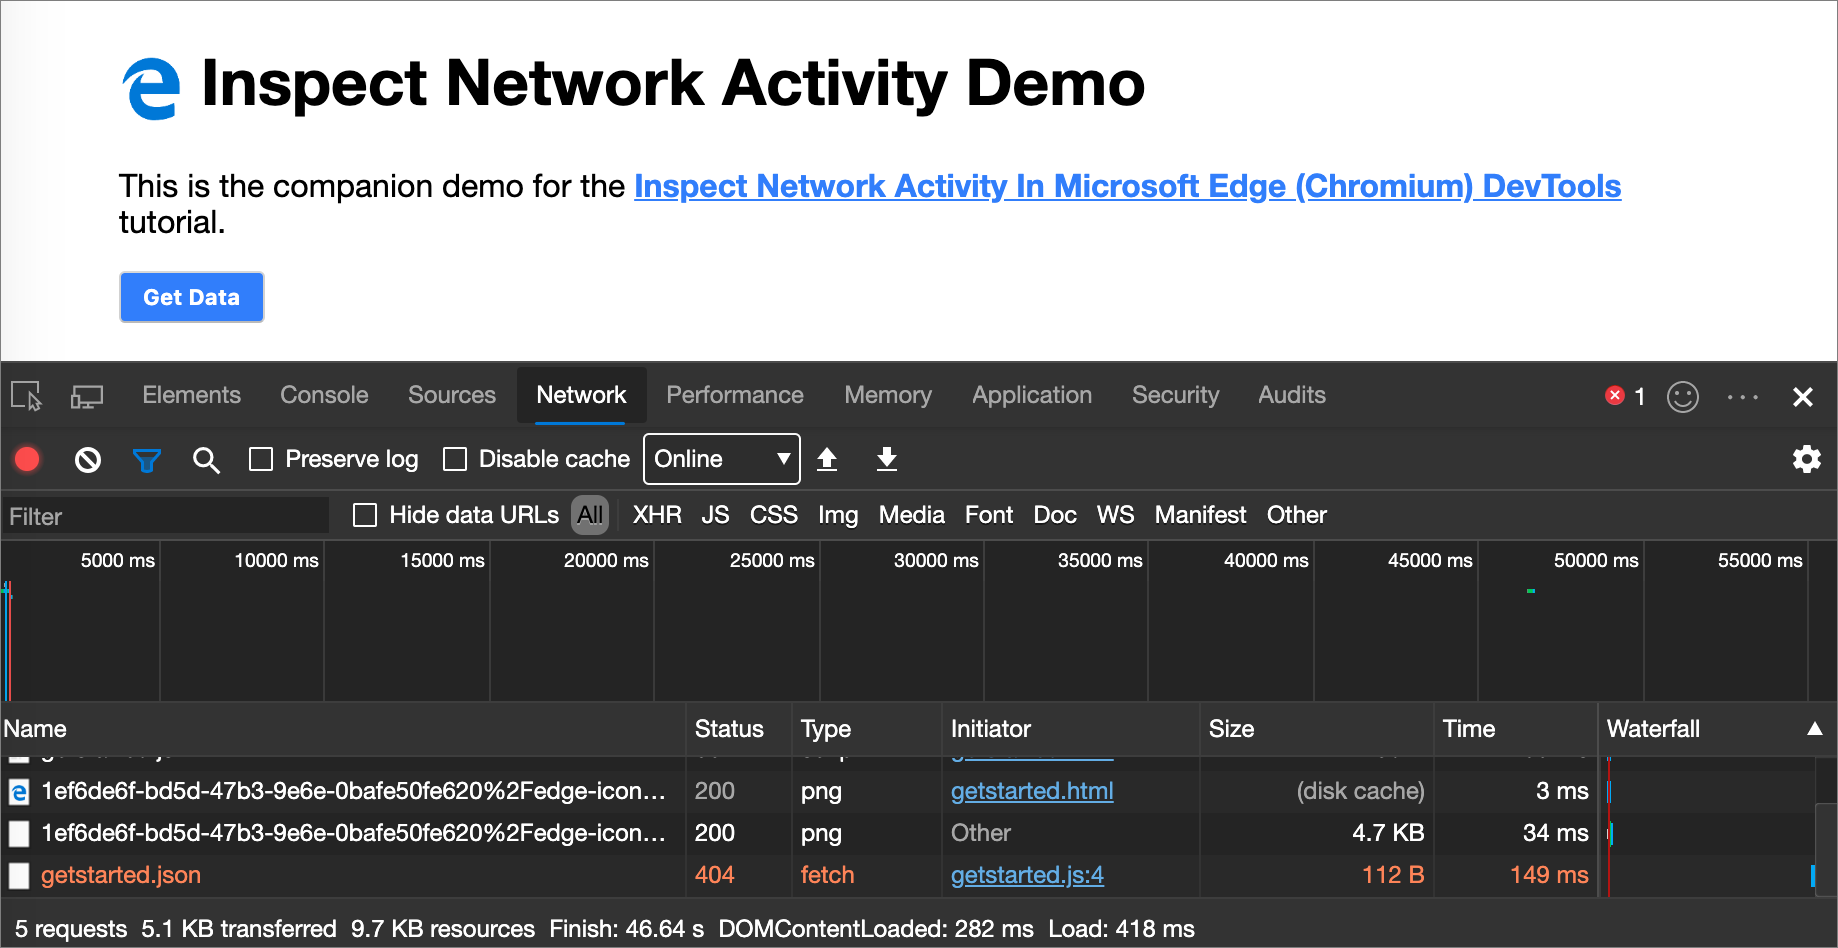 Inspect Network Activity Demo
This is the companion demo for the Inspect Network Activity In Microsoft Edge (Chromium) DevTools
tutorial.
Get Data
Elements Console Sources Network Performance Memory Application Security Audits 1
Preserve log Disable cache Online
Filter Hide data URLs All XHR JS CSS Img Media Font Doc WS Manifest Other
5000 ms 10000 ms 15000 ms 20000 ms 25000 ms 30000 ms 35000 ms 40000 ms 45000 ms 50000 ms 55000 ms
Name Status Type Initiator Size Time Waterfall
1ef6de6f-bd5d-47b3-9e6e-0bafe50fe620%2Fedge-icon... 200 png getstarted.html (disk cache) 3 ms
1ef6de6f-bd5d-47b3-9e6e-0bafe50fe620%2Fedge-icon... 200 png Other 4.7 KB 34 ms
getstarted.json 404 fetch getstarted.js:4 112 B 149 ms
5 requests 5.1 KB transferred 9.7 KB resources Finish: 46.64 s DOMContentLoaded: 282 ms Load: 418 ms